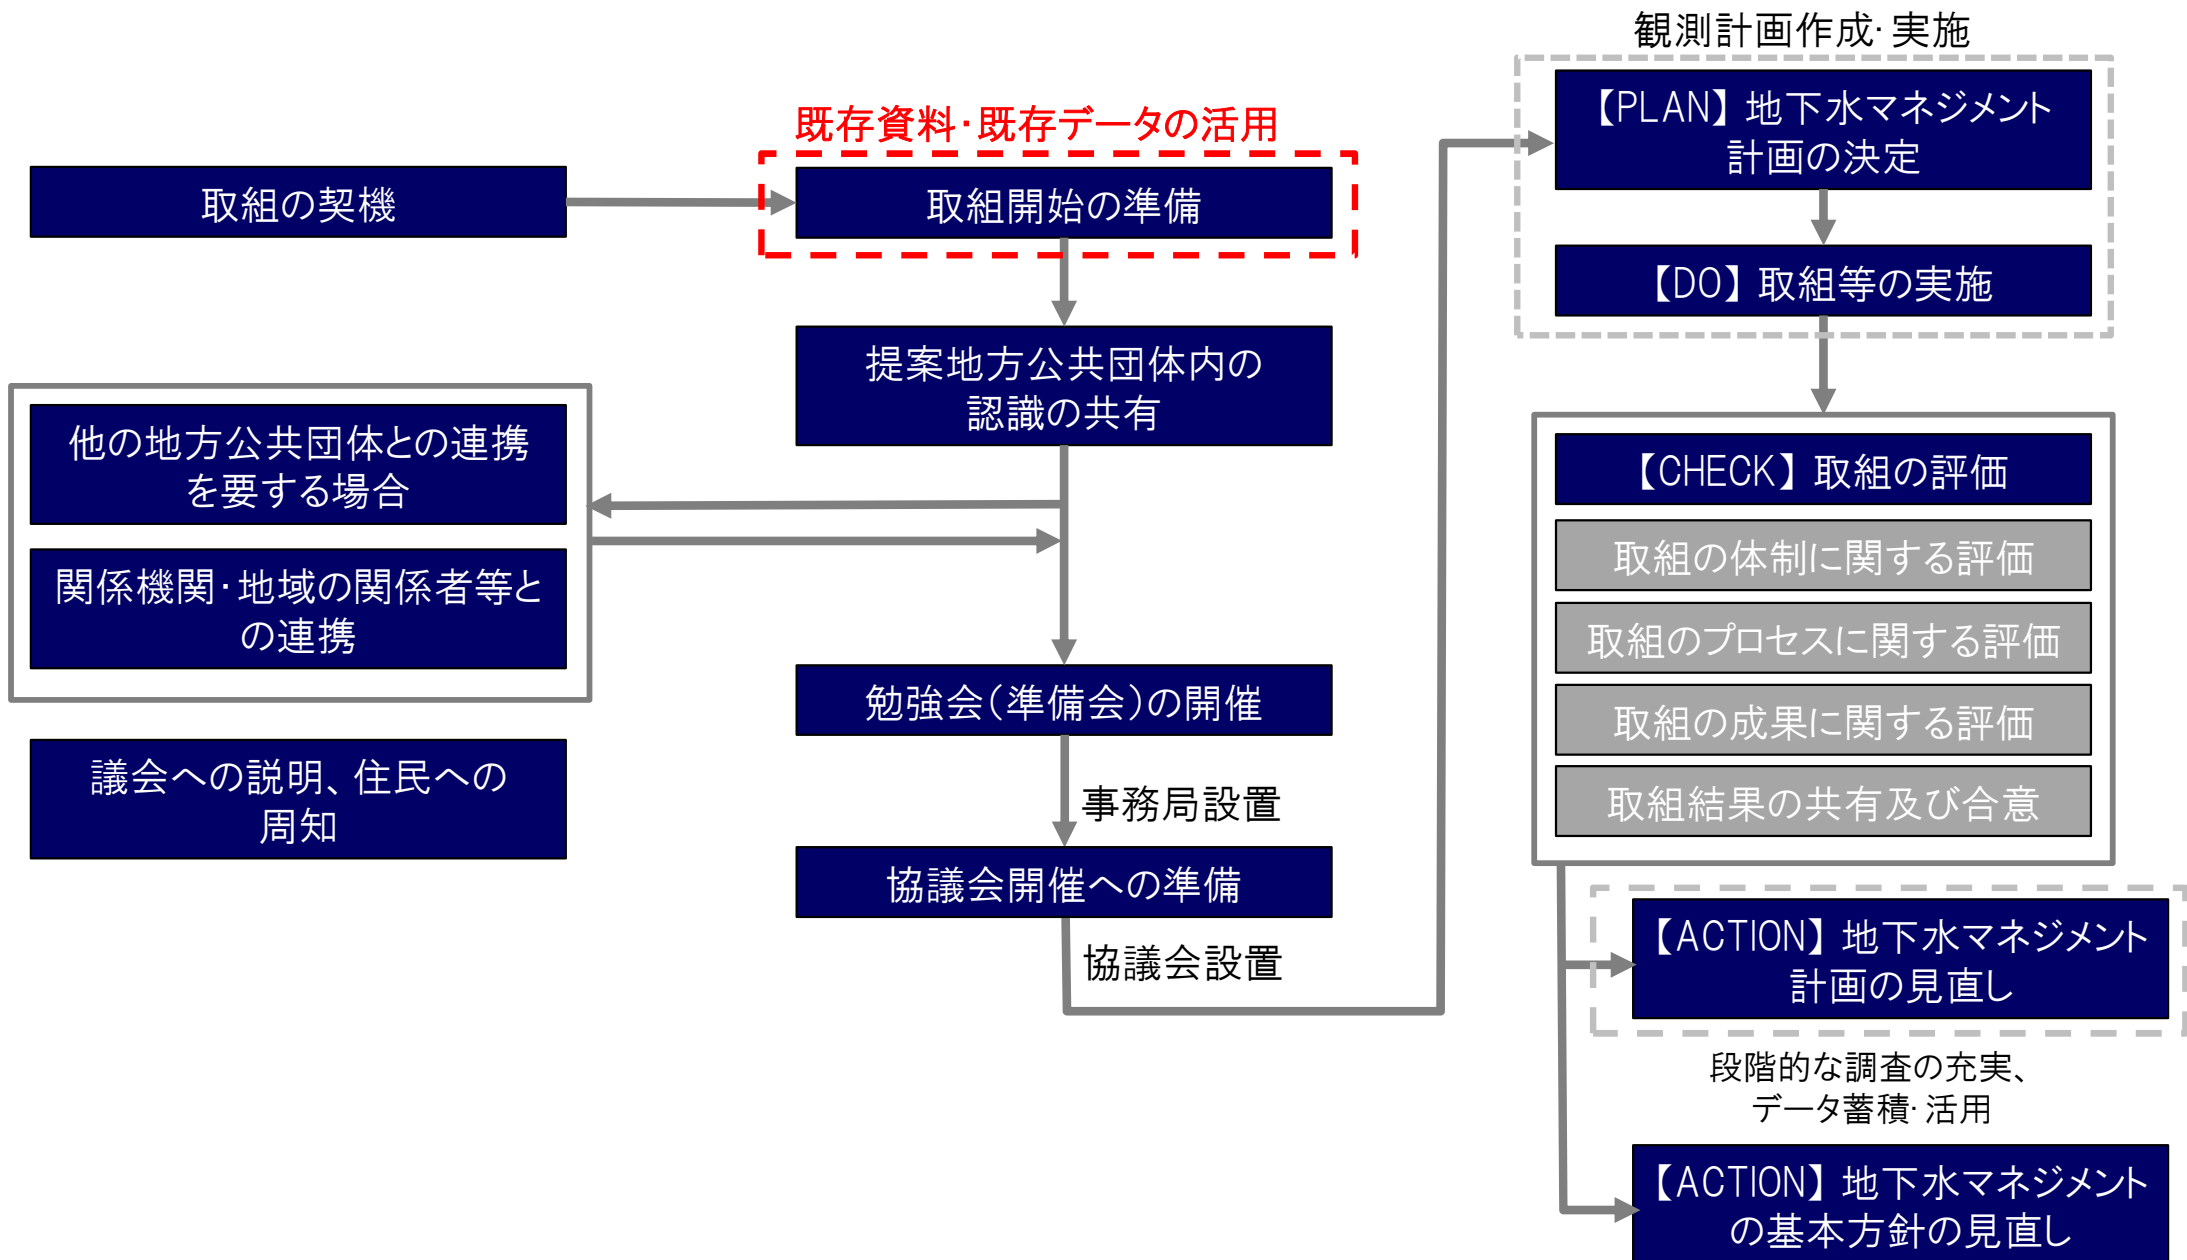 取組の契機
既存資料・既存データの活用
取組開始の準備
提案地方公共団体内の
認識の共有
他の地方公共団体との連携
を要する場合
関係機関・地域の関係者等と
の連携
議会への説明、住民への
周知
勉強会（準備会）の開催
事務局設置
協議会開催への準備
協議会設置
観測計画作成・実施
【PLAN】地下水マネジメント
計画の決定
【DO】取組等の実施
【CHECK】取組の評価
取組の体制に関する評価
取組のプロセスに関する評価
取組の成果に関する評価
取組結果の共有及び合意
【ACTION】地下水マネジメント
計画の見直し
段階的な調査の充実、
データ蓄積・活用
【ACTION】地下水マネジメント
の基本方針の見直し